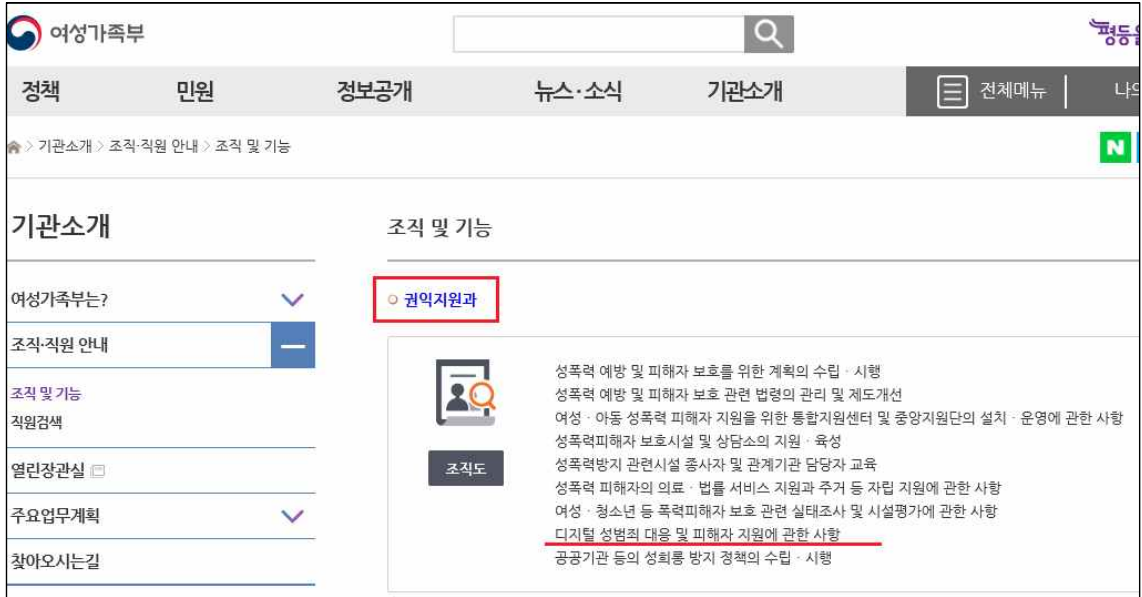 여성가족부
평등을
정책 민원 정보공개 뉴스·소식 기관소개 전체메뉴
기관소개 > 조직·직원 안내 > 조직 및 기능
N
기관소개
여성가족부는?
조직·직원 안내
조직 및 기능
직원검색
열린장관실
주요업무계획
찾아오시는길
조직 및 기능
권익지원과
조직도
성폭력 예방 및 피해자 보호를 위한 계획의 수립 · 시행
성폭력 예방 및 피해자 보호 관련 법령의 관리 및 제도개선
여성 · 아동 성폭력 피해자 지원을 위한 통합지원센터 및 중앙지원단의 설치 · 운영에 관한 사항
성폭력피해자 보호시설 및 상담소의 지원 · 육성
성폭력방지 관련시설 종사자 및 관계기관 담당자 교육
성폭력 피해자의 의료 · 법률 서비스 지원과 주거 등 자립 지원에 관한 사항
여성 · 청소년 등 폭력피해자 보호 관련 실태조사 및 시설평가에 관한 사항
디지털 성범죄 대응 및 피해자 지원에 관한 사항
공공기관 등의 성희롱 방지 정책의 수립 · 시행